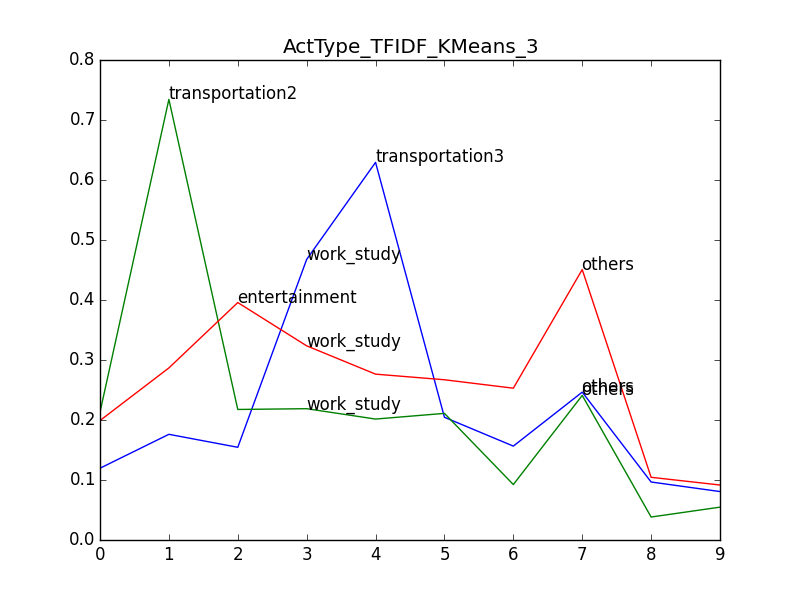 ActType_TFIDF_KMeans_3
0.8
transportation2
0.7
transportation3
0.6
0.5
work_study
others
0.4
entertainment
work_study
0.3
others
others
work_study
0.2
0.1
0.0
0 1 2 3 4 5 6 7 8 9